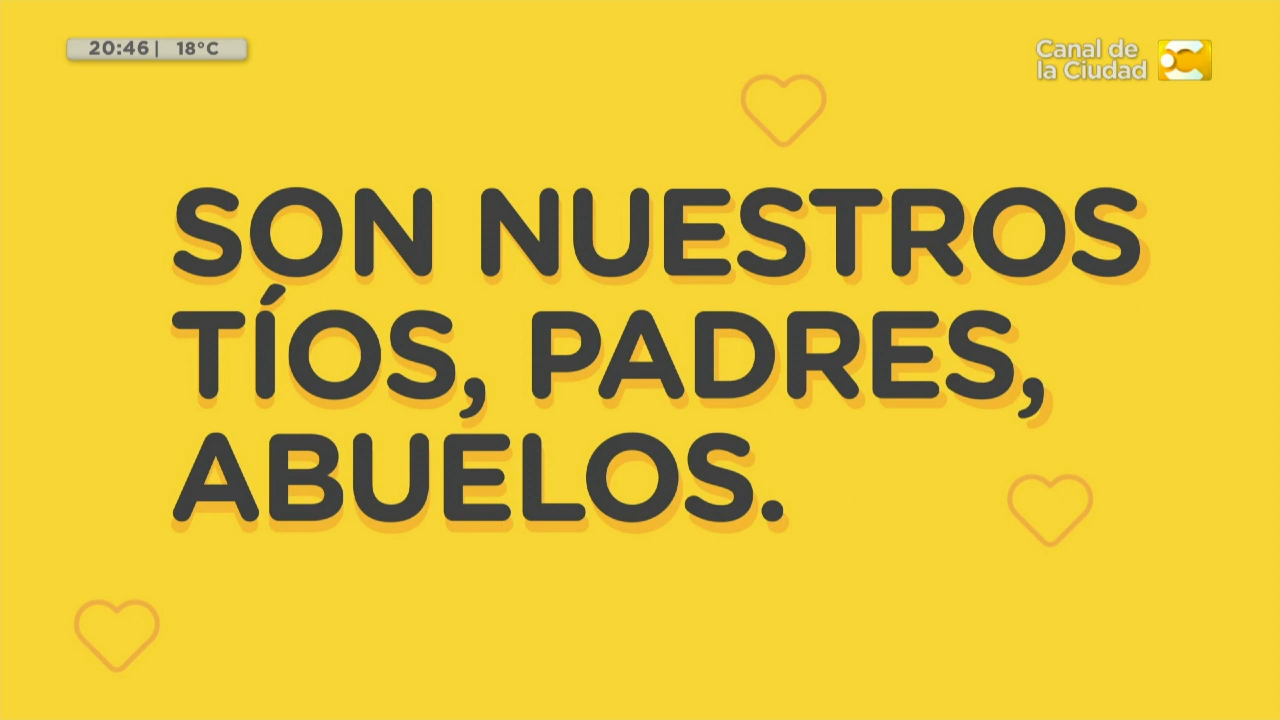 20:46 | 18°C
Canal de
la Ciudad
SON NUESTROS
TÍOS, PADRES,
ABUELOS.